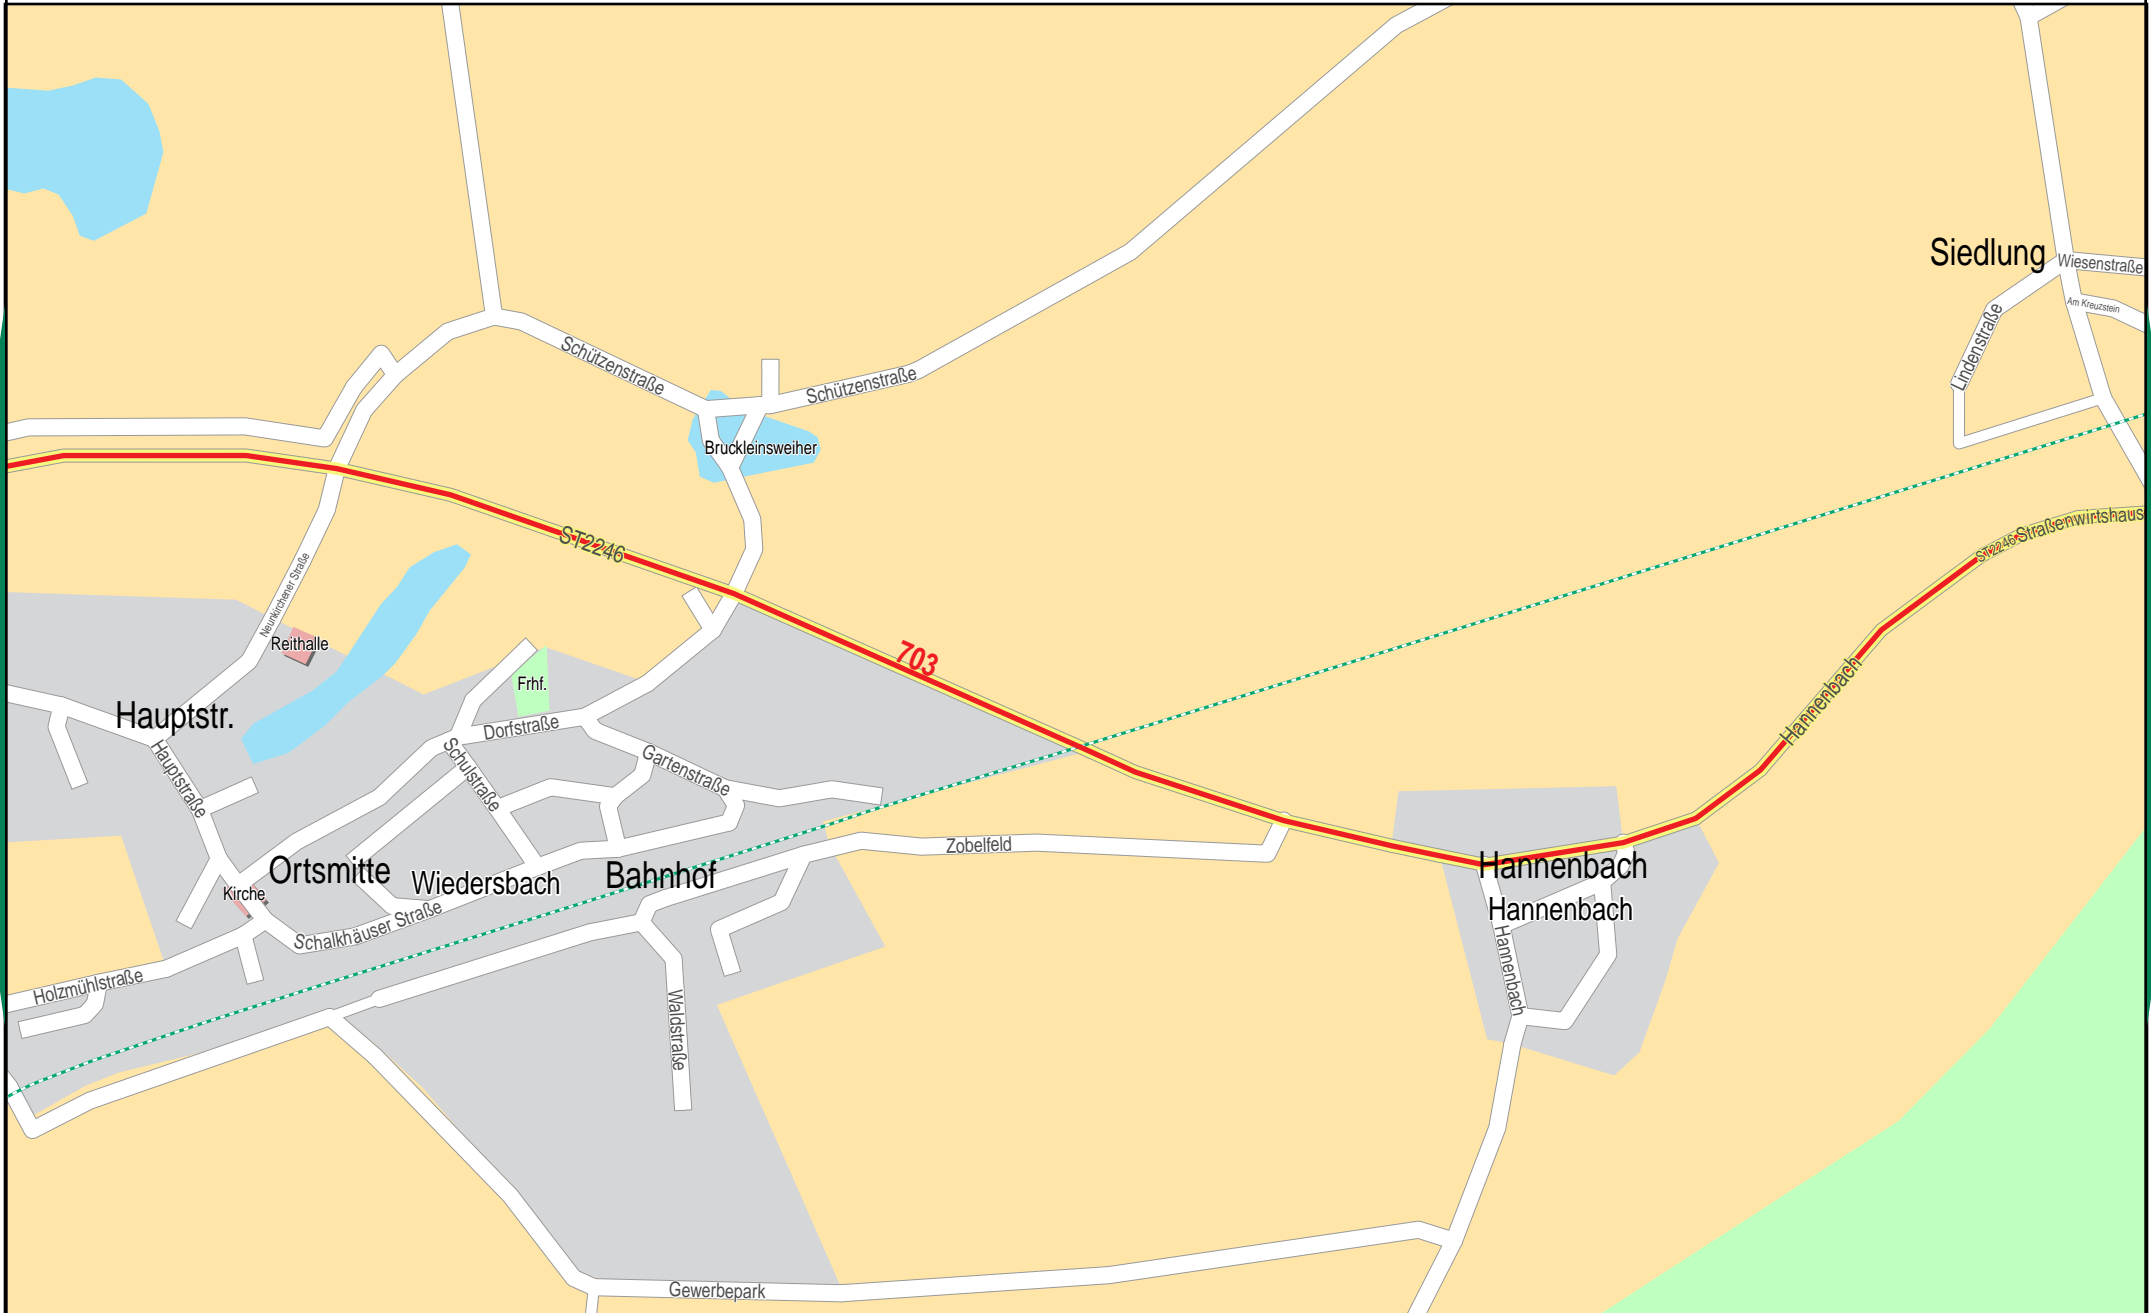 Siedlung
Wiesenstraße
Am Kreuzstein
Lindenstraße
Schützenstraße
Schützenstraße
Bruckleinsweiher
ST2246
ST2246 Straßenwirtshaus
Neunkirchener Straße
Reithalle
703
Frhf.
Hauptstr.
Dorfstraße
Hannenbach
Hauptstraße
Schulstraße
Gartenstraße
Zobelfeld
Ortsmitte
Wiedersbach
Bahnhof
Hannenbach
Kirche
Hannenbach
Schalkhäuser Straße
Hannenbach
Holzmühlstraße
Waldstraße
Gewerbepark